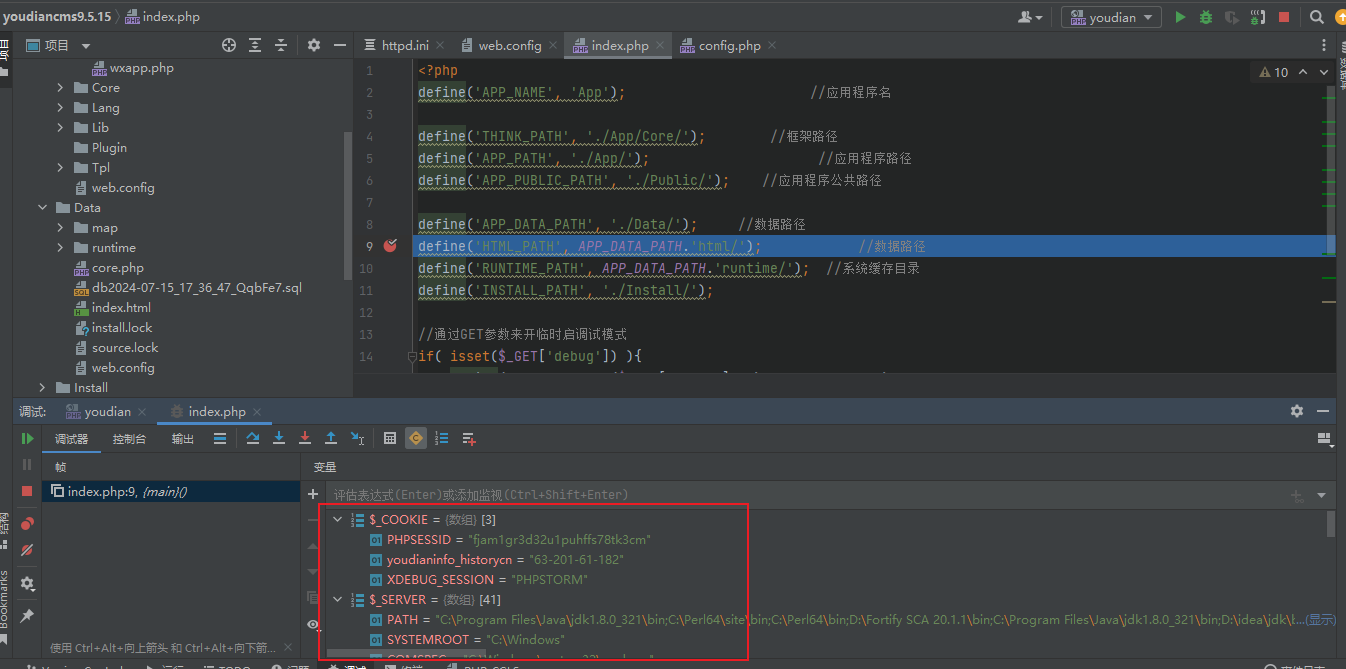 youdiancms9.5.15 index.php youdian
项目 httpd.ini web.config index.php config.php
wxapp.php
Core
Lang
Lib
Plugin
Tpl
web.config
Data
map
runtime
core.php
db2024-07-15_17_36_47_QqbFe7.sql
index.html
install.lock
source.lock
web.config
Install
10
1 <?php
2 define('APP_NAME', 'App'); //应用程序名
3
4 define('THINK_PATH', './App/Core/'); //框架路径
5 define('APP_PATH', './App/'); //应用程序路径
6 define('APP_PUBLIC_PATH', './Public/'); //应用程序公共路径
7
8 define('APP_DATA_PATH', './Data/'); //数据路径
9 define('HTML_PATH', APP_DATA_PATH.'html/'); //数据路径
10 define('RUNTIME_PATH', APP_DATA_PATH.'runtime/'); //系统缓存目录
11 define('INSTALL_PATH', './Install/');
12
13 //通过GET参数来开临时启调试模式
14 if( isset($_GET['debug']) ){
调试: youdian index.php
调试器 控制台 输出
帧 变量
index.php:9, {main}()
评估表达式(Enter)或添加监视(Ctrl+Shift+Enter)
$_COOKIE = {数组} [3]
PHPSESSID = "fjam1gr3d32u1puhffs78tk3cm"
youdianinfo_historycn = "63-201-61-182"
XDEBUG_SESSION = "PHPSTORM"
$_SERVER = {数组} [41]
PATH = "C:\Program Files\Java\jdk1.8.0_321\bin;C:\Perl64\site\bin;C:\Perl64\bin;D:\Fortify SCA 20.1.1\bin;C:\Program Files\Java\jdk1.8.0_321\bin;D:\idea\jdk\b...(显示)
SYSTEMROOT = "C:\Windows"
使用 Ctrl+Alt+向上箭头 和 Ctrl+Alt+向下箭...
结构
Bookmarks